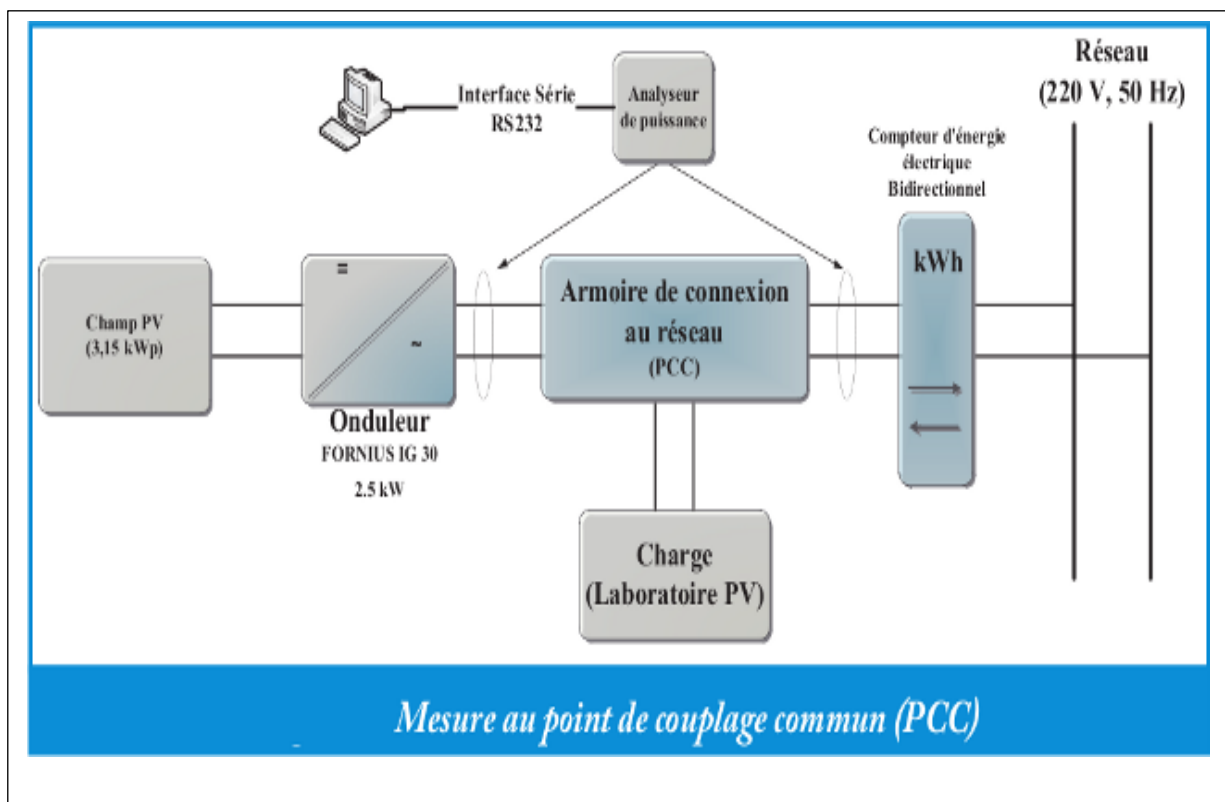 Réseau
(220 V, 50 Hz)
Interface Série
RS232
Analyseur
de puissance
Compteur d'énergie
électrique
Bidirectionnel
kWh
Champ PV
(3,15 kWp)
=
~
Onduleur
FORNIUS IG 30
2.5 kW
Armoire de connexion
au réseau
(PCC)
Charge
(Laboratoire PV)
Mesure au point de couplage commun (PCC)